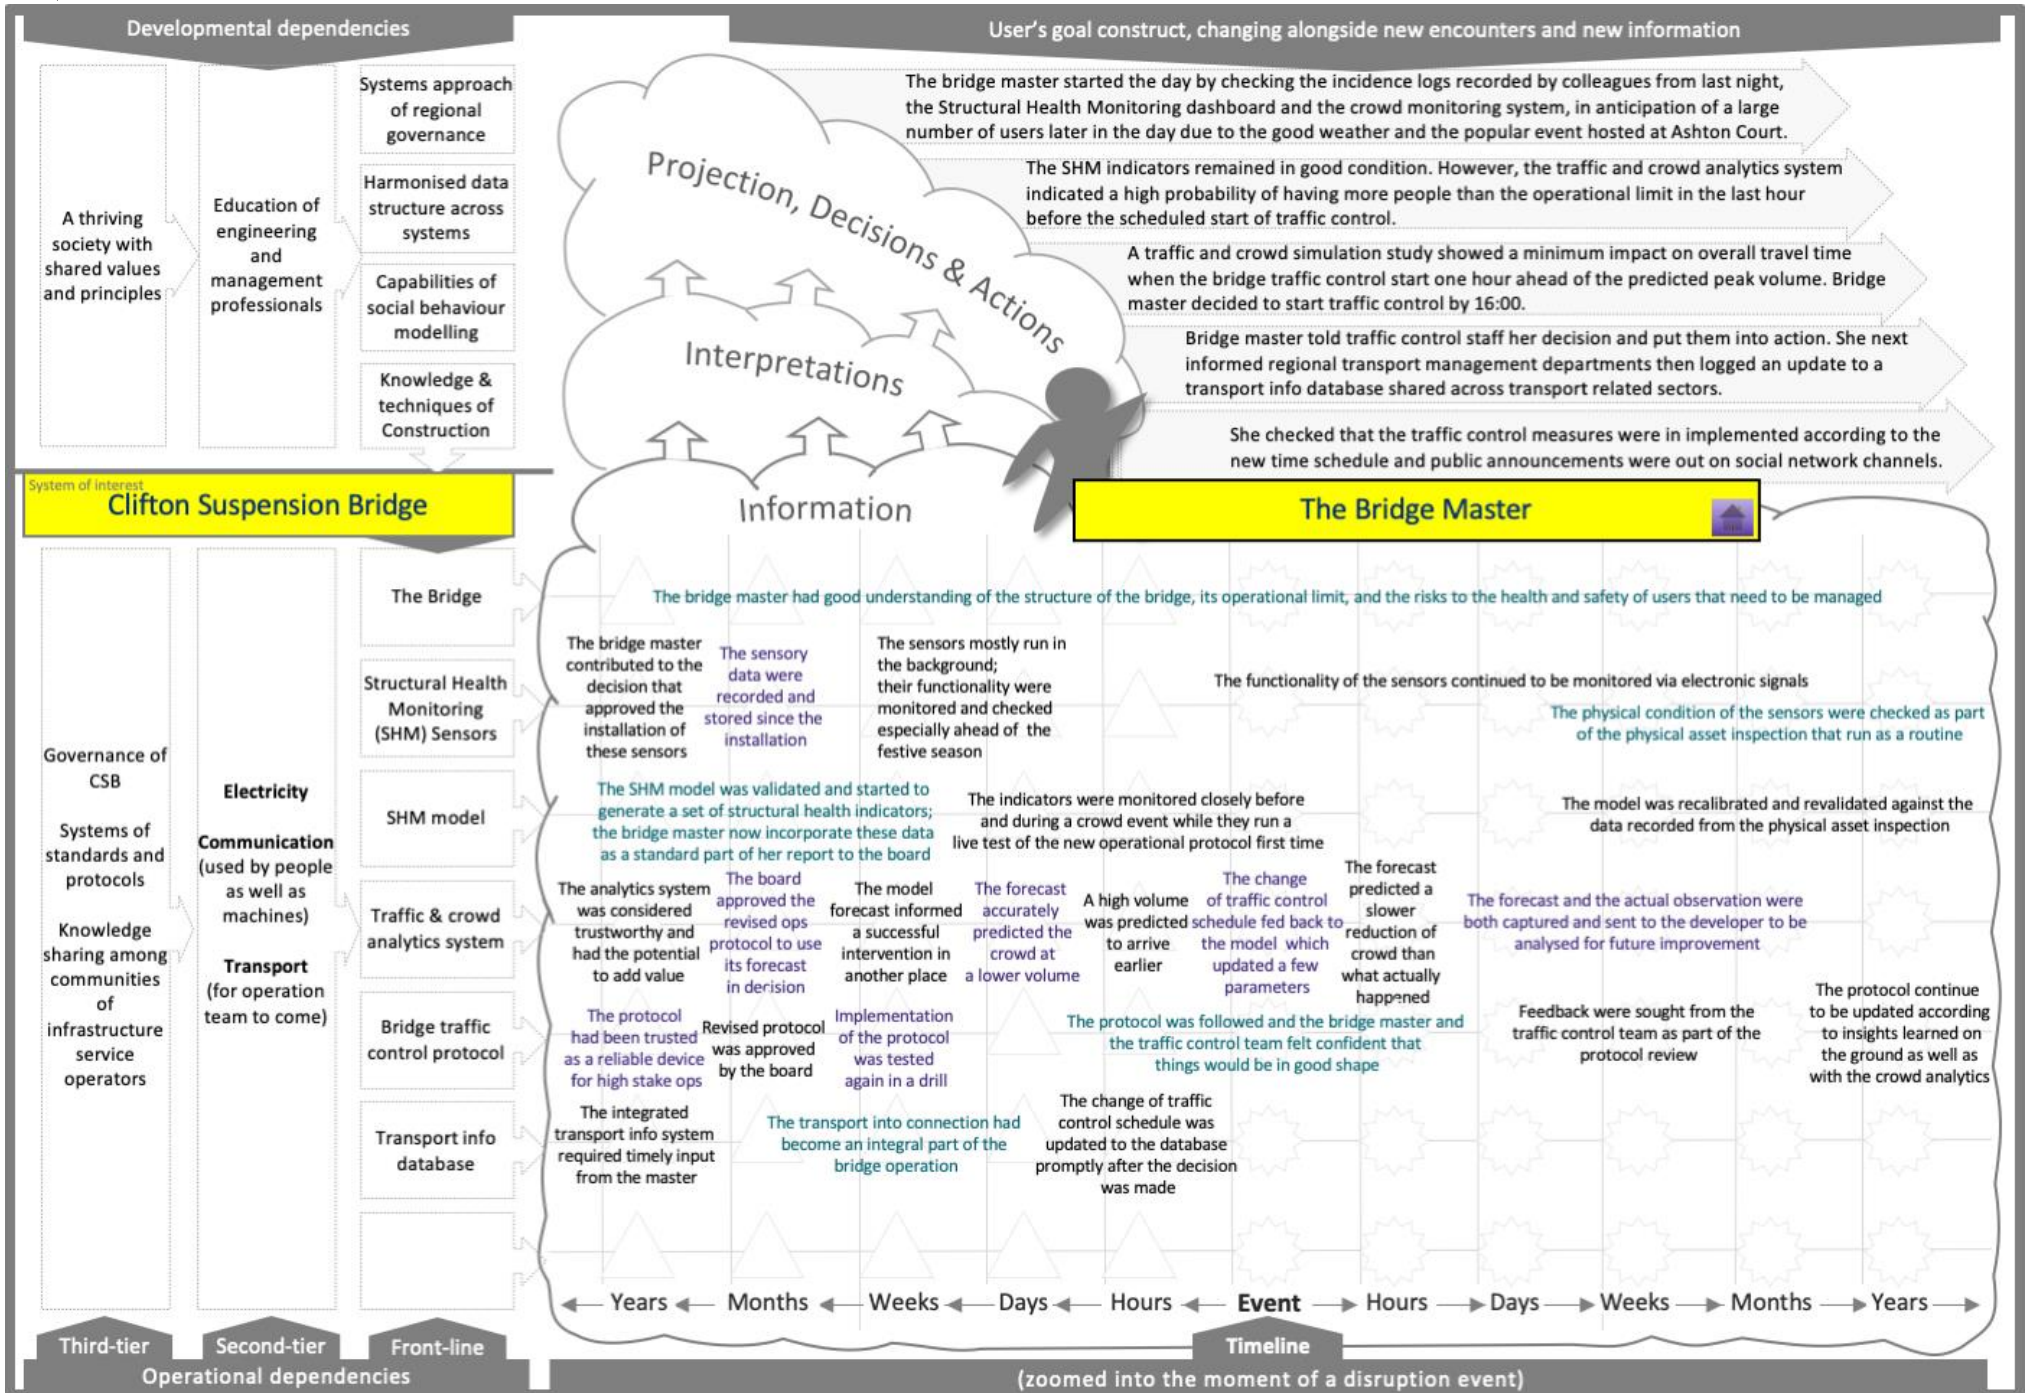 Developmental dependencies
User's goal construct, changing alongside new encounters and new information
A thriving
society with
shared values
and principles
Education of
engineering
and
management
professionals
Systems approach
of regional
governance
Harmonised data
structure across
systems
Capabilities of
social behaviour
modelling
Knowledge &
techniques of
Construction
Projection, Decisions & Actions
Interpretations
Information
The bridge master started the day by checking the incidence logs recorded by colleagues from last night,
the Structural Health Monitoring dashboard and the crowd monitoring system, in anticipation of a large
number of users later in the day due to the good weather and the popular event hosted at Ashton Court.
The SHM indicators remained in good condition. However, the traffic and crowd analytics system
indicated a high probability of having more people than the operational limit in the last hour
before the scheduled start of traffic control.
A traffic and crowd simulation study showed a minimum impact on overall travel time
when the bridge traffic control start one hour ahead of the predicted peak volume. Bridge
master decided to start traffic control by 16:00.
Bridge master told traffic control staff her decision and put them into action. She next
informed regional transport management departments then logged an update to a
transport info database shared across transport related sectors.
She checked that the traffic control measures were in implemented according to the
new time schedule and public announcements were out on social network channels.
System of interest
Clifton Suspension Bridge
The Bridge Master
Governance of
CSB
Systems of
standards and
protocols
Knowledge
sharing among
communities
of
infrastructure
service
operators
Electricity
Communication
(used by people
as well as
machines)
Transport
(for operation
team to come)
The Bridge
The bridge master had good understanding of the structure of the bridge, its operational limit, and the risks to the health and safety of users that need to be managed
Structural Health
Monitoring
(SHM) Sensors
The bridge master
contributed to the
decision that
approved the
installation of
these sensors
The sensory
data were
recorded and
stored since the
installation
The sensors mostly run in
the background;
their functionality were
monitored and checked
especially ahead of the
festive season
The functionality of the sensors continued to be monitored via electronic signals
The physical condition of the sensors were checked as part
of the physical asset inspection that run as a routine
SHM model
The SHM model was validated and started to
generate a set of structural health indicators;
the bridge master now incorporate these data
as a standard part of her report to the board
The indicators were monitored closely before
and during a crowd event while they run a
live test of the new operational protocol first time
The model was recalibrated and revalidated against the
data recorded from the physical asset inspection
Traffic & crowd
analytics system
The analytics system
was considered
trustworthy and
had the potential
to add value
The board
approved the
revised ops
protocol to use
its forecast
in decision
The model
forecast informed
a successful
intervention in
another place
The forecast
accurately
predicted the
crowd at
a lower volume
A high volume
was predicted
to arrive
earlier
The change
of traffic control
schedule fed back to
the model which
updated a few
parameters
The forecast
predicted a
slower
reduction of
crowd than
what actually
happened
The forecast and the actual observation were
both captured and sent to the developer to be
analysed for future improvement
Bridge traffic
control protocol
The protocol
had been trusted
as a reliable device
for high stake ops
Revised protocol
was approved
by the board
Implementation
of the protocol
was tested
again in a drill
The protocol was followed and the bridge master and
the traffic control team felt confident that
things would be in good shape
Feedback were sought from the
traffic control team as part of the
protocol review
The protocol continue
to be updated according
to insights learned on
the ground as well as
with the crowd analytics
Transport info
database
The integrated
transport info system
required timely input
from the master
The transport into connection had
become an integral part of the
bridge operation
The change of traffic
control schedule was
updated to the database
promptly after the decision
was made
Years Months Weeks Days Hours Event Hours Days Weeks Months Years
Third-tier
Second-tier
Front-line
Timeline
Operational dependencies
(zoomed into the moment of a disruption event)